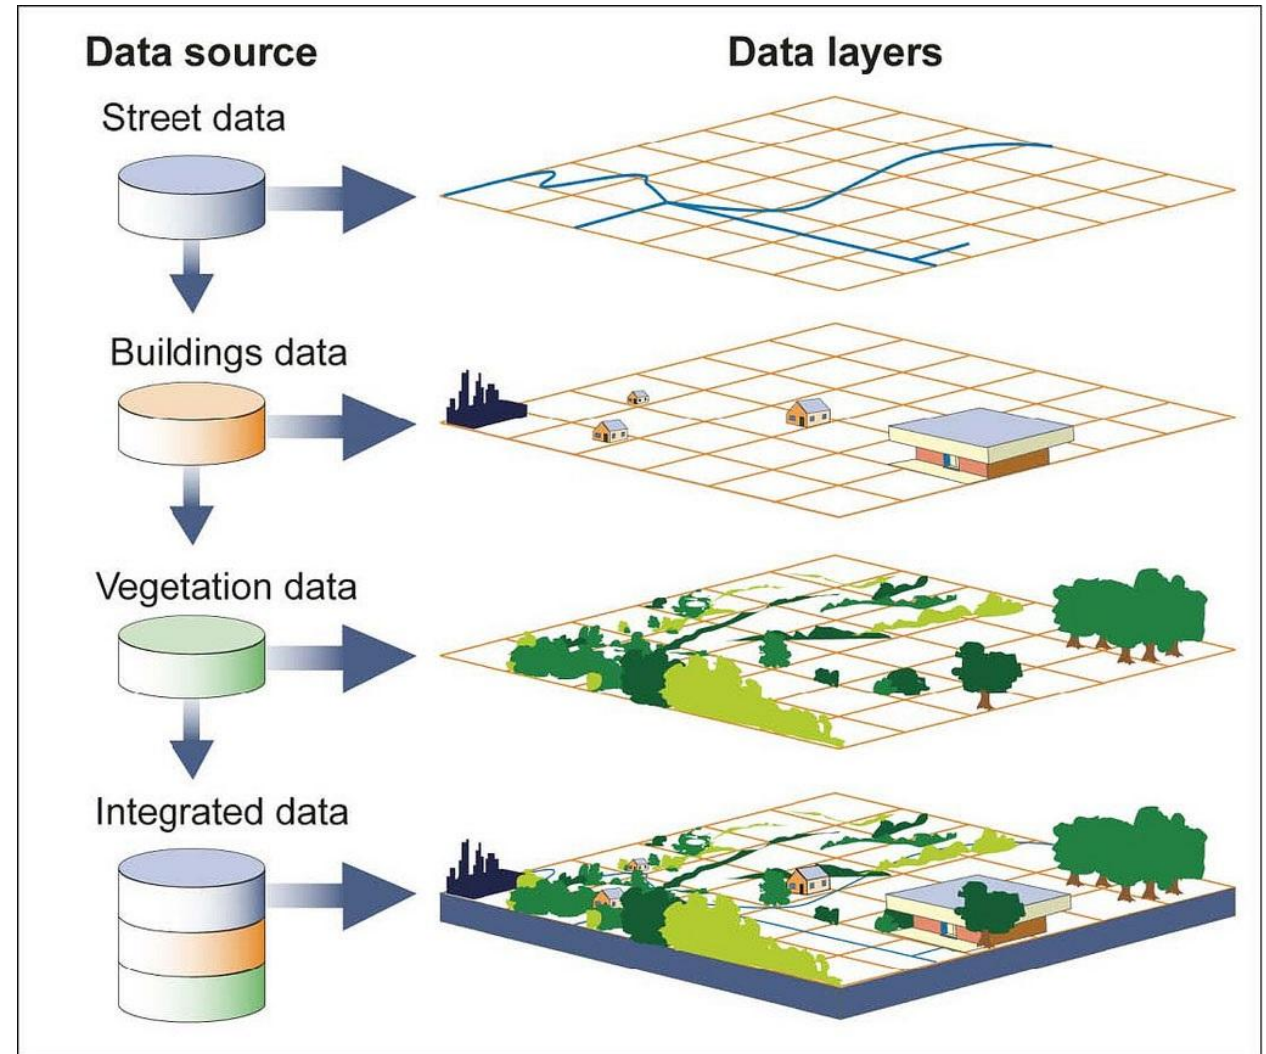 Data source
Data layers
Street data
Buildings data
Vegetation data
Integrated data